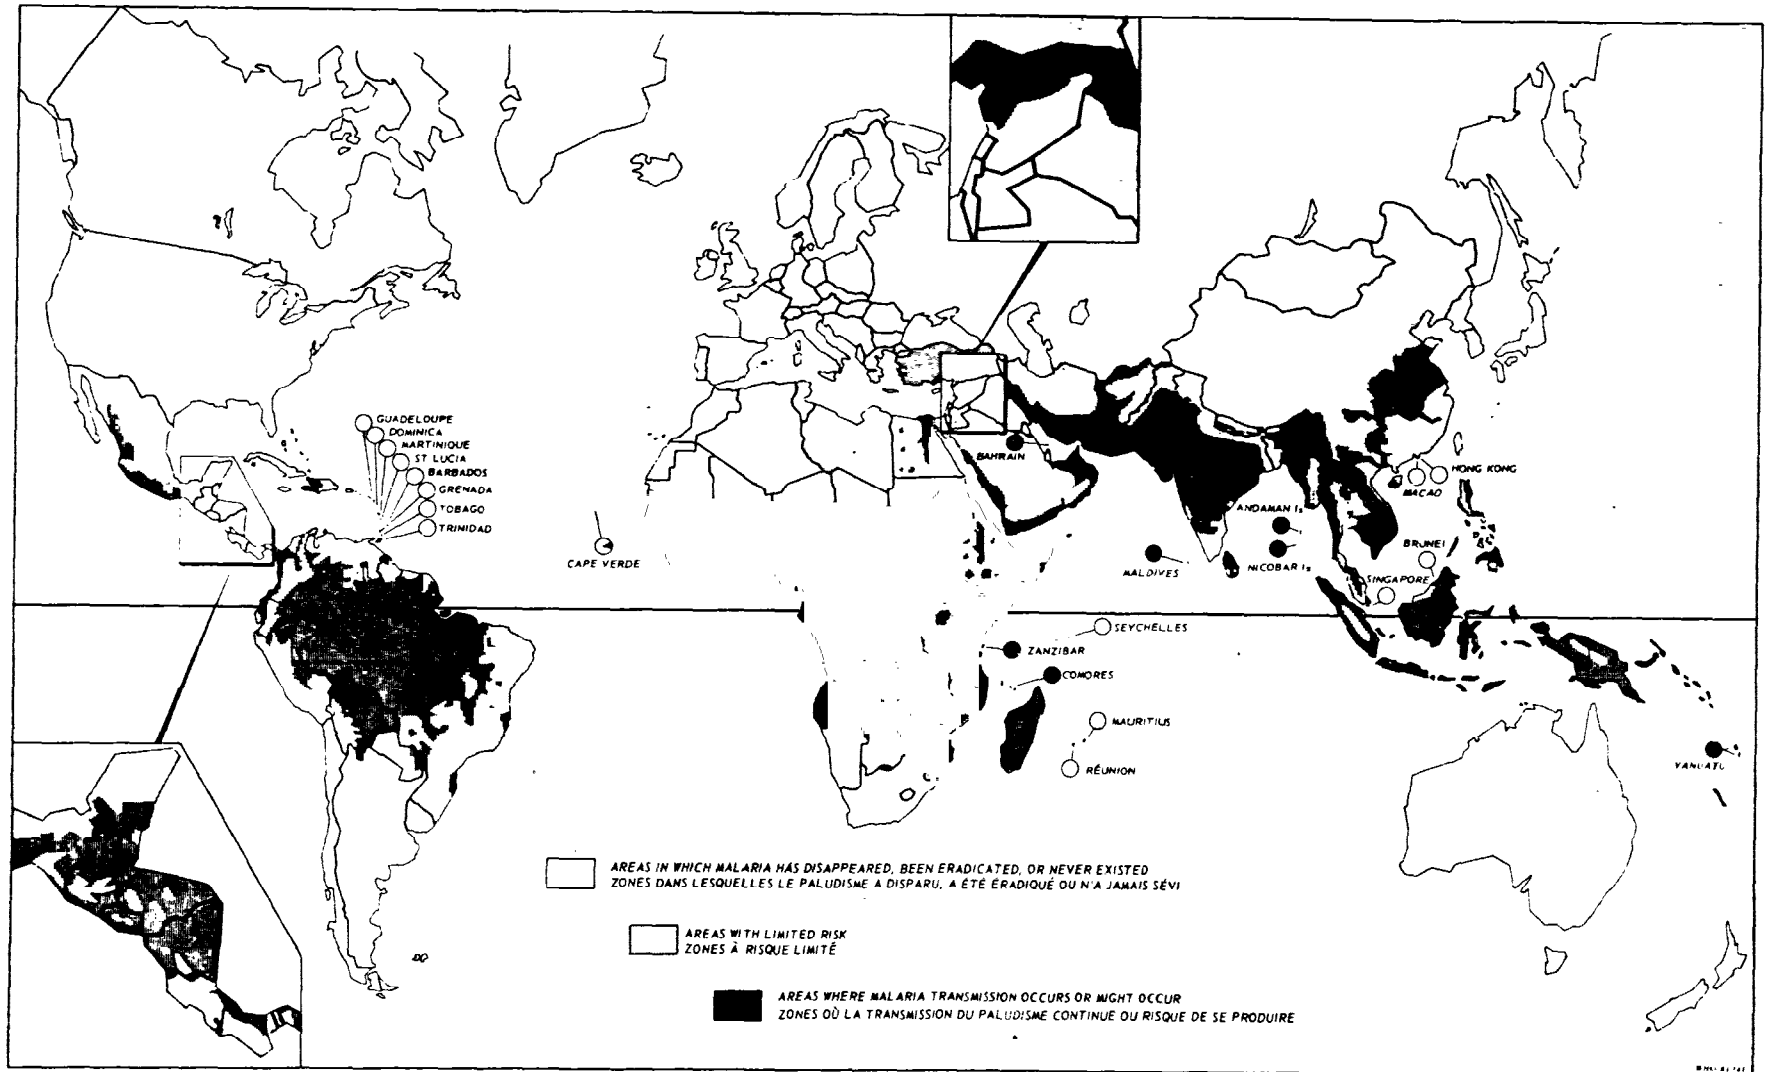 GUADELOUPE
DOMINICA
MARTINIQUE
ST LUCIA
BARBADOS
GRENADA
TOBAGO
TRINIDAD
CAPE VERDE
BAHRAIN
HONG KONG
MACAO
ANDAMAN Is
BRUNEI
MALDIVES
NICOBAR Is
SINGAPORE
SEYCHELLES
ZANZIBAR
COMORES
MAURITIUS
RÉUNION
VANUATU
AREAS IN WHICH MALARIA HAS DISAPPEARED, BEEN ERADICATED, OR NEVER EXISTED
ZONES DANS LESQUELLES LE PALUDISME A DISPARU, A ÉTÉ ÉRADIQUÉ OU N'A JAMAIS SÉVI
AREAS WITH LIMITED RISK
ZONES À RISQUE LIMITÉ
AREAS WHERE MALARIA TRANSMISSION OCCURS OR MIGHT OCCUR
ZONES OÙ LA TRANSMISSION DU PALUDISME CONTINUE OU RISQUE DE SE PRODUIRE